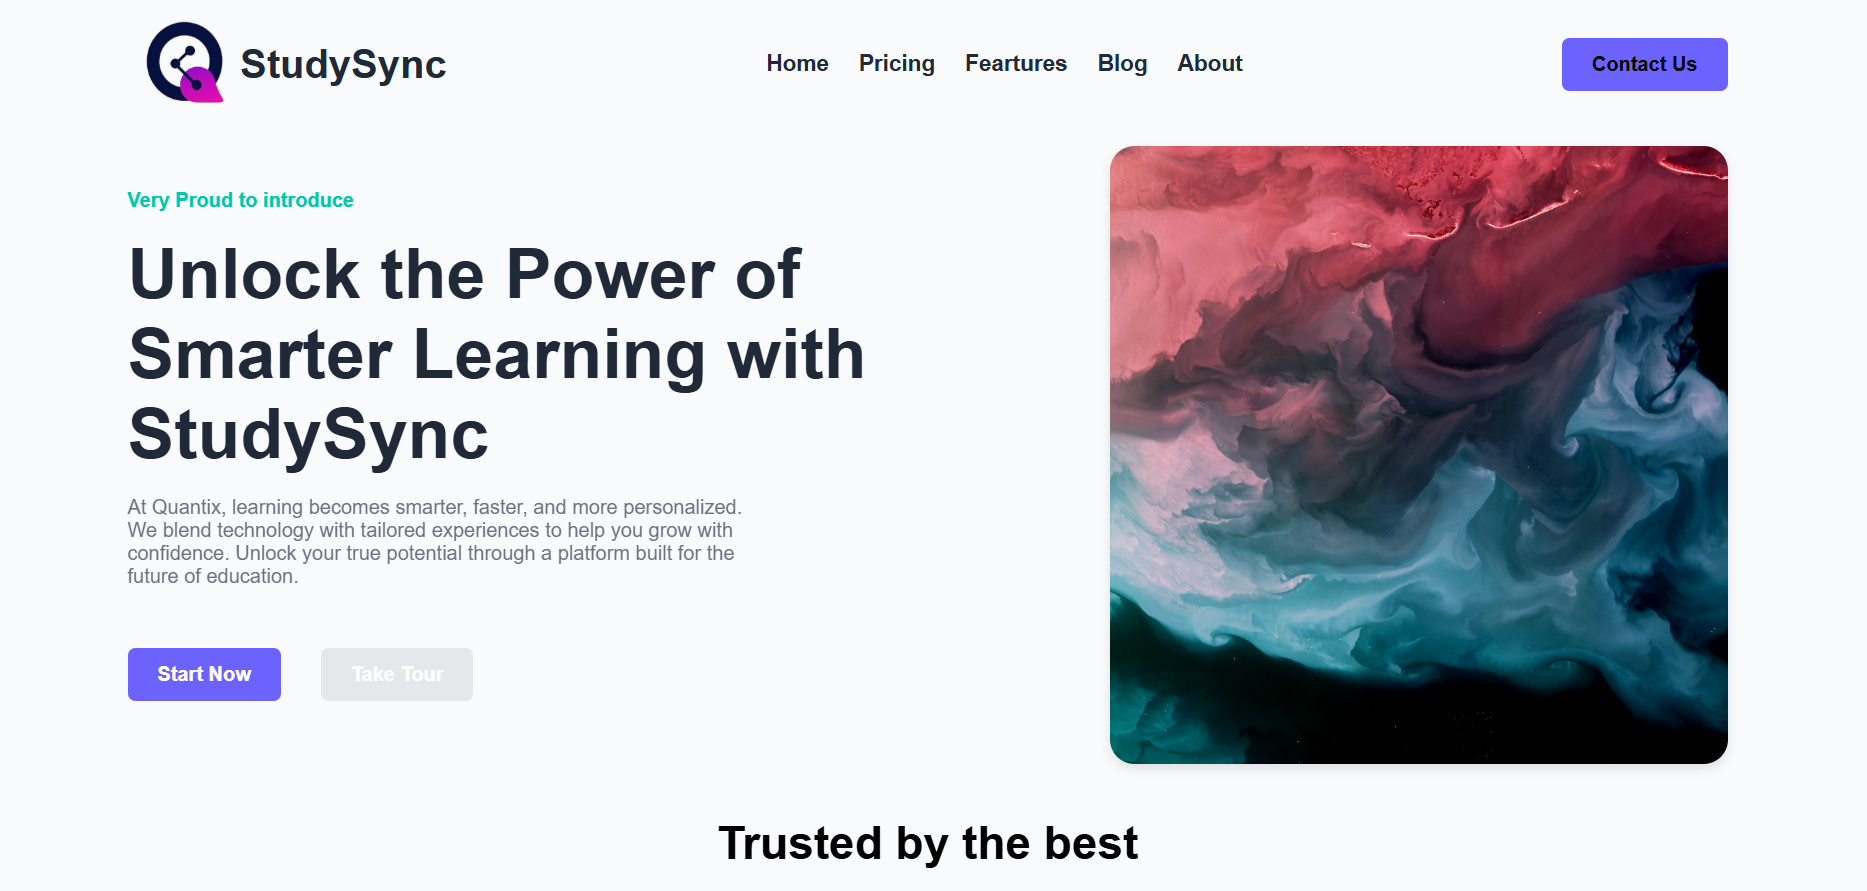 StudySync
Home Pricing Feartures Blog About
Contact Us
Very Proud to introduce
Unlock the Power of
Smarter Learning with
StudySync
At Quantix, learning becomes smarter, faster, and more personalized.
We blend technology with tailored experiences to help you grow with
confidence. Unlock your true potential through a platform built for the
future of education.
Start Now
Take Tour
Trusted by the best